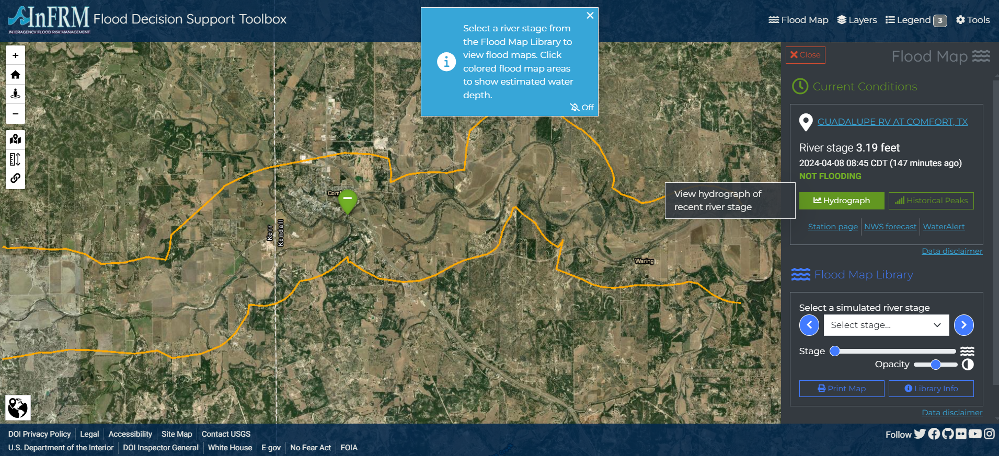 InFRM
INTERAGENCY FLOOD RISK MANAGEMENT
Flood Decision Support Toolbox
Select a river stage from
the Flood Map Library to
view flood maps. Click
colored flood map areas
to show estimated water
depth.
Off
Flood Map
Layers
Legend 3
Tools
Close
Flood Map
Current Conditions
GUADALUPE RV AT COMFORT, TX
River stage 3.19 feet
2024-04-08 08:45 CDT (147 minutes ago)
NOT FLOODING
View hydrograph of
recent river stage
Hydrograph
Historical Peaks
Station page
NWS forecast
WaterAlert
Data disclaimer
Flood Map Library
Select a simulated river stage
Select stage...
Stage
Opacity
Print Map
Library Info
Data disclaimer
Kerr
Kendall
Waring
DOI Privacy Policy
Legal
Accessibility
Site Map
Contact USGS
U.S. Department of the Interior
DOI Inspector General
White House
E-gov
No Fear Act
FOIA
Follow